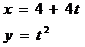 x = 4 + 4t
y = t²